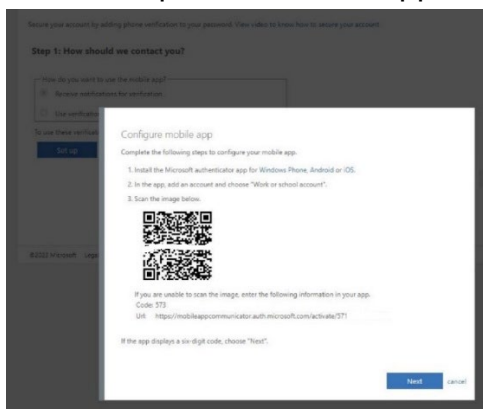 Secure your account by adding phone verification to your password. View video to know how to secure your account
Step 1: How should we contact you?
How do you want to use the mobile app?
Receive notifications for verification
Use verification
To use these verificati
Set up
©2020 Microsoft Legal
Configure mobile app
Complete the following steps to configure your mobile app.
1. Install the Microsoft authenticator app for Windows Phone, Android or iOS.
2. In the app, add an account and choose "Work or school account".
3. Scan the image below.
If you are unable to scan the image, enter the following information in your app.
Code: 573
Url: https://mobileappcommunicator.auth.microsoft.com/activate/571
If the app displays a six-digit code, choose "Next".
Next cancel